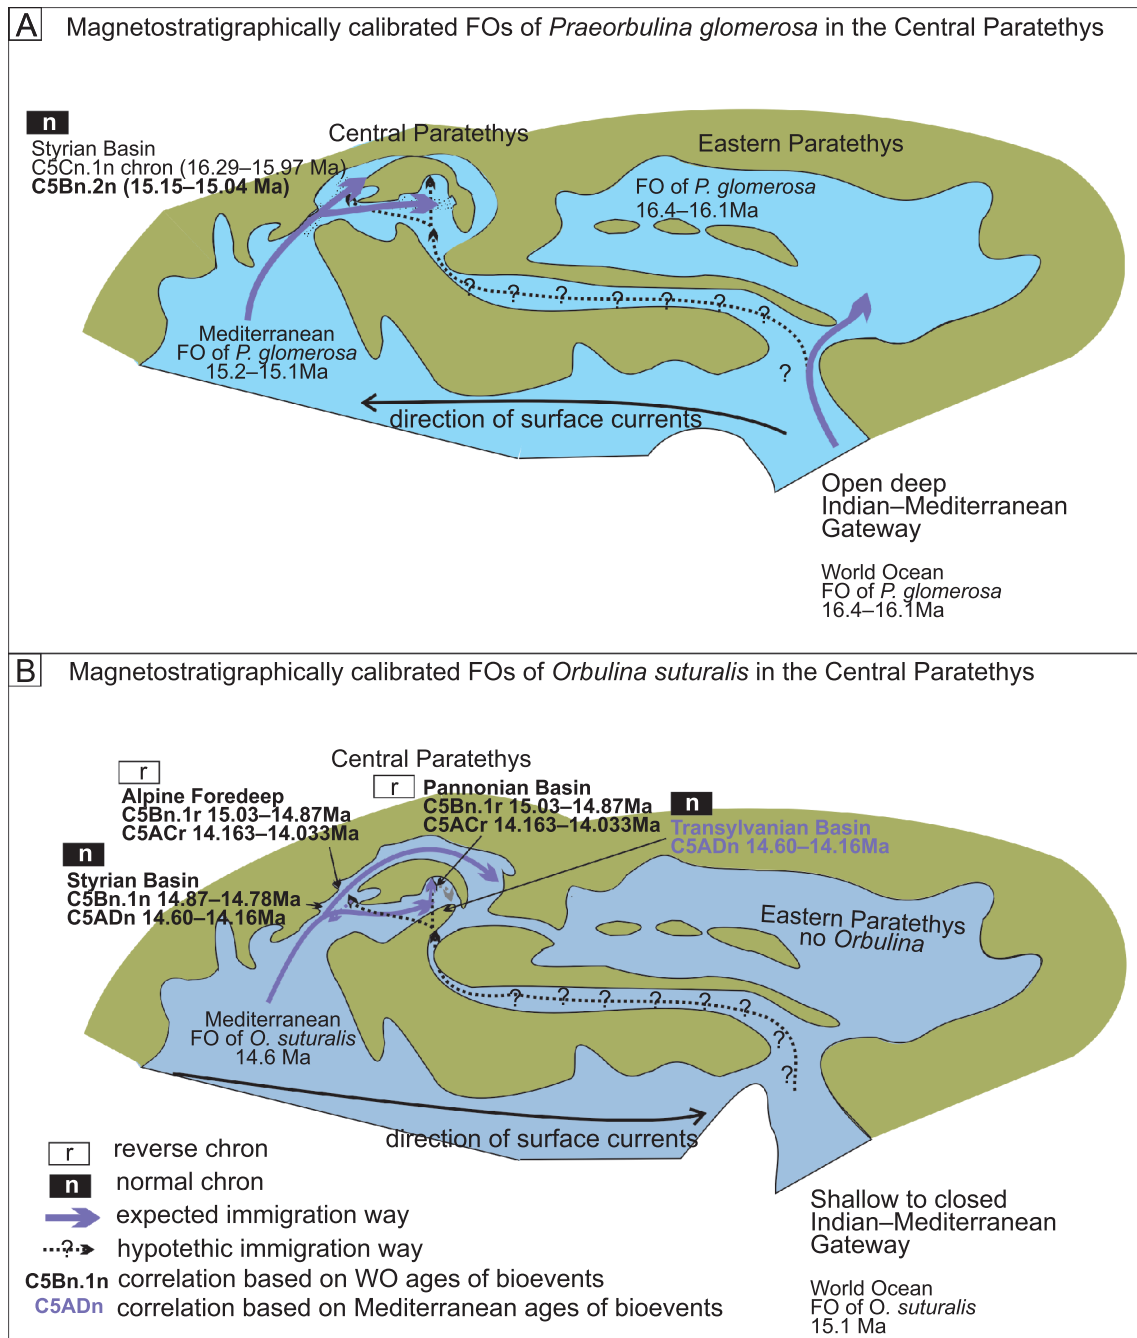 A
Magnetostratigraphically calibrated FOs of Praeorbulina glomerosa in the Central Paratethys
n
Styrian Basin
C5Cn.1n chron (16.29–15.97 Ma)
C5Bn.2n (15.15–15.04 Ma)
Central Paratethys
Eastern Paratethys
FO of P. glomerosa
16.4–16.1Ma
? ? ? ? ? ? ?
?
Mediterranean
FO of P. glomerosa
15.2–15.1Ma
direction of surface currents
Open deep
Indian–Mediterranean
Gateway
World Ocean
FO of P. glomerosa
16.4–16.1Ma
B
Magnetostratigraphically calibrated FOs of Orbulina suturalis in the Central Paratethys
Central Paratethys
r
Alpine Foredeep
C5Bn.1r 15.03–14.87Ma
C5ACr 14.163–14.033Ma
r
Pannonian Basin
C5Bn.1r 15.03–14.87Ma
C5ACr 14.163–14.033Ma
n
Transylvanian Basin
C5ADn 14.60–14.16Ma
n
Styrian Basin
C5Bn.1n 14.87–14.78Ma
C5ADn 14.60–14.16Ma
Eastern Paratethys
no Orbulina
? ? ? ? ? ?
?
?
Mediterranean
FO of O. suturalis
14.6 Ma
direction of surface currents
r reverse chron
n normal chron
expected immigration way
? hypotethic immigration way
C5Bn.1n correlation based on WO ages of bioevents
C5ADn correlation based on Mediterranean ages of bioevents
Shallow to closed
Indian–Mediterranean
Gateway
World Ocean
FO of O. suturalis
15.1 Ma